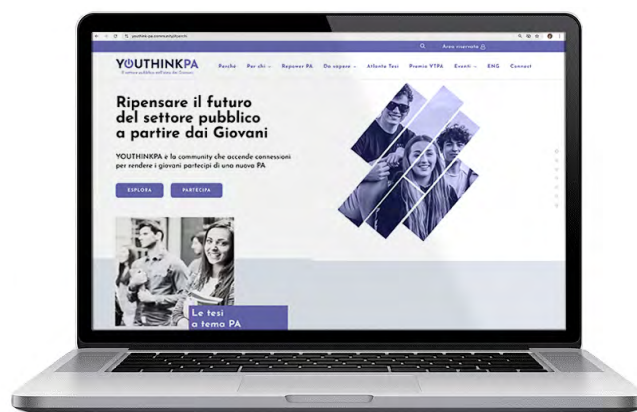 Area riservata
YOUTHINKPA
Perché Per chi Repower PA Da sapere Atlante Tesi Premio YTPA Eventi ENG Connect
Ripensare il futuro
del settore pubblico
a partire dai Giovani
YOUTHINKPA è la community che accende connessioni
per rendere i giovani partecipi di una nuova PA
ESPLORA PARTECIPA
Le tesi
a tema PA